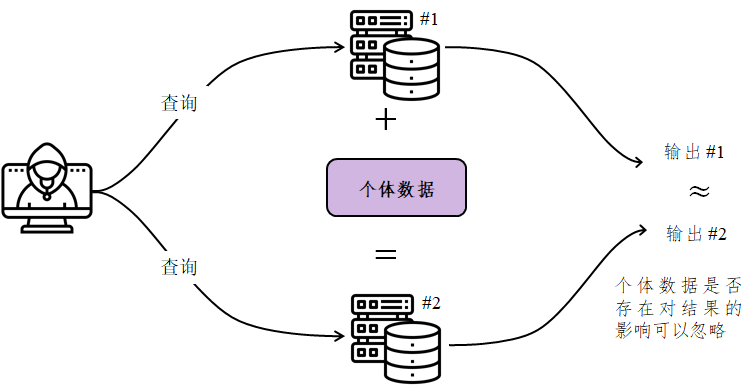 #1
查询
+
个体数据
=
查询
#2
输出 #1
≈
输出 #2
个体数据是否
存在对结果的
影响可以忽略